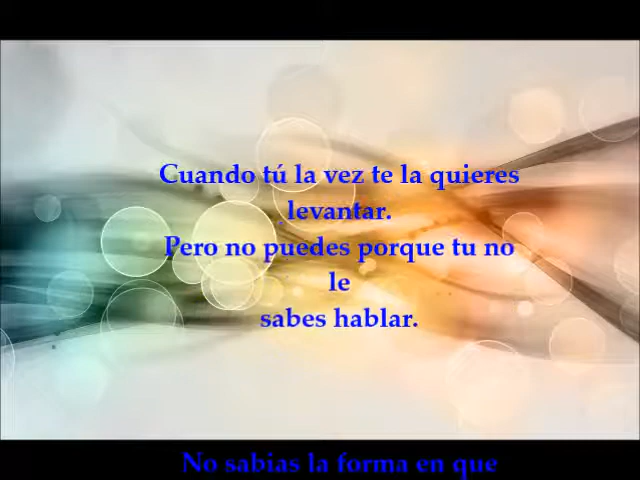 Cuando tú la vez te la quieres
levantar.
Pero no puedes porque tu no
le
sabes hablar.
No sabias la forma en que